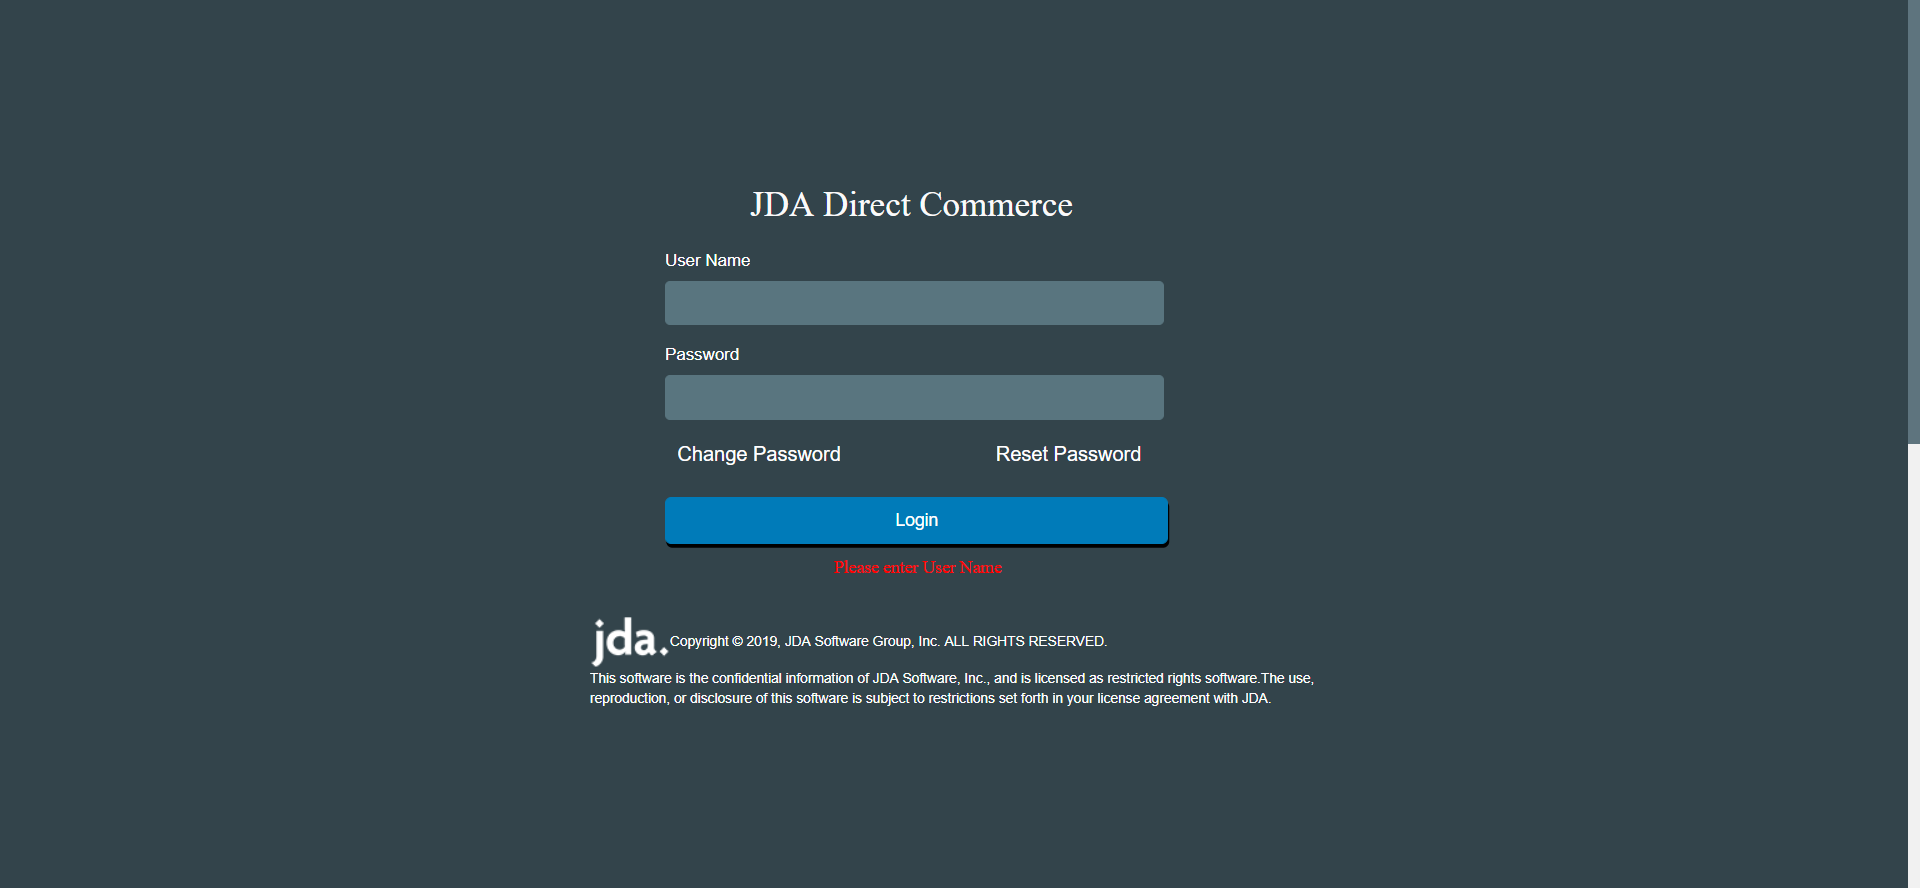 JDA Direct Commerce
User Name
Password
Change Password Reset Password
Login
Please enter User Name
jda. Copyright © 2019, JDA Software Group, Inc. ALL RIGHTS RESERVED.
This software is the confidential information of JDA Software, Inc., and is licensed as restricted rights software.The use,
reproduction, or disclosure of this software is subject to restrictions set forth in your license agreement with JDA.